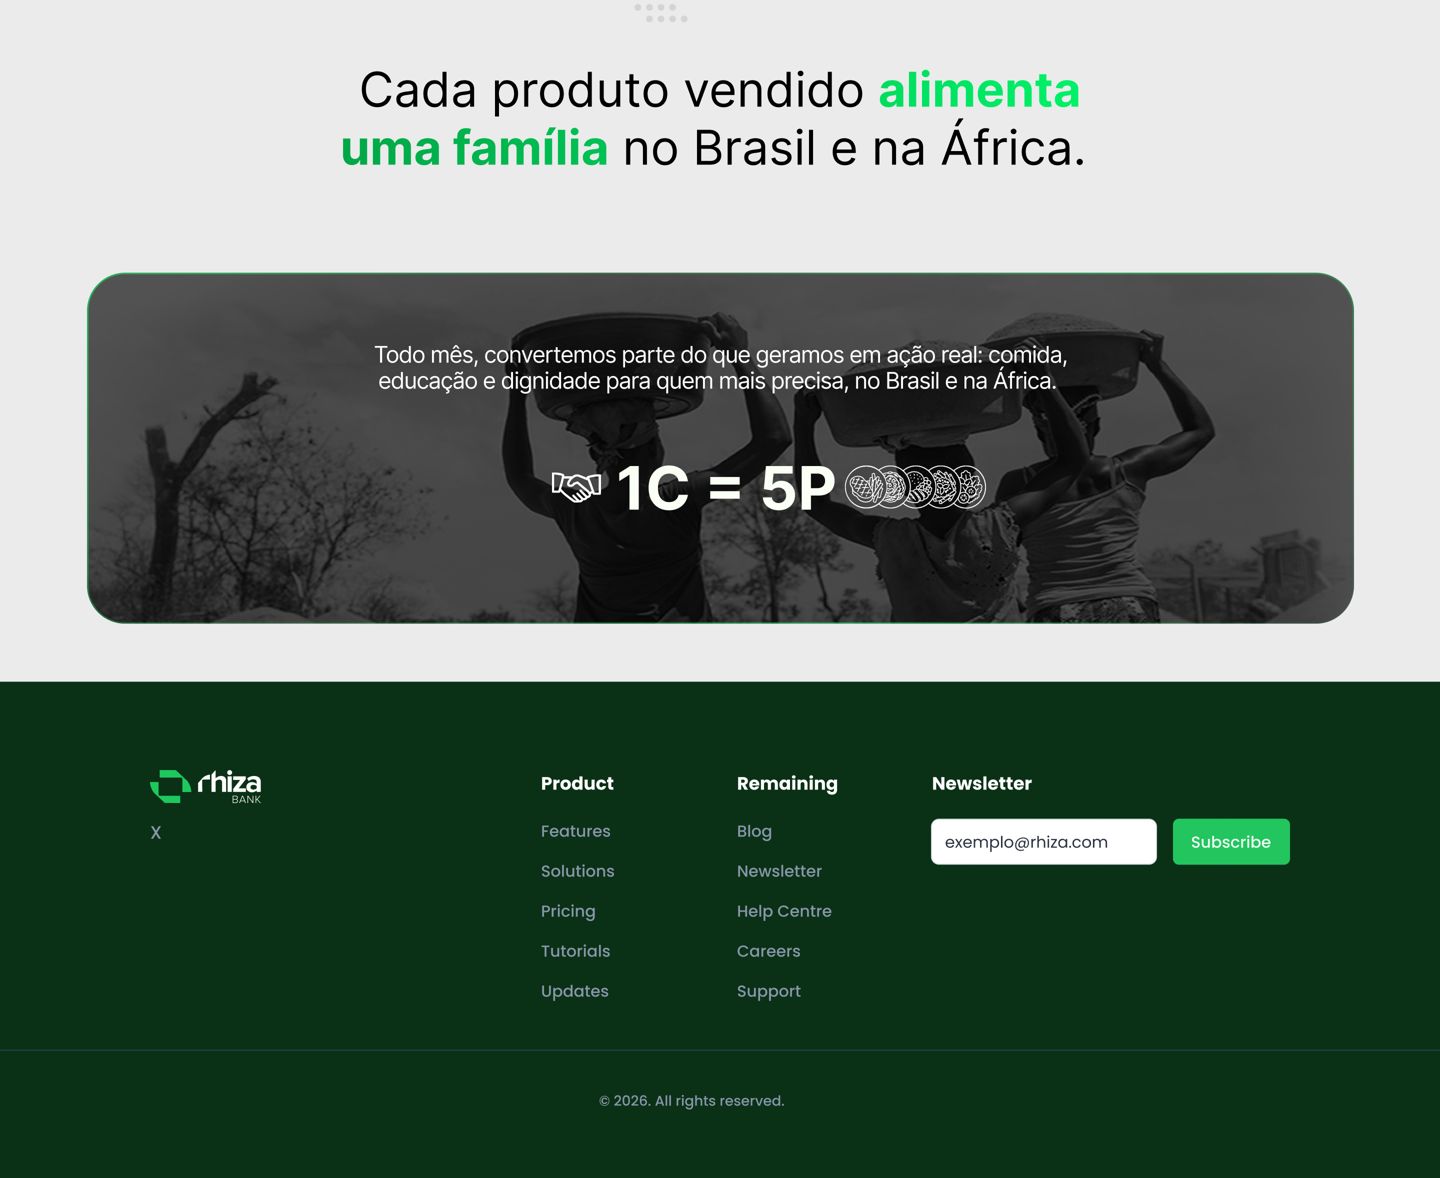 Cada produto vendido alimenta
uma família no Brasil e na África.
Todo mês, convertemos parte do que geramos em ação real: comida,
educação e dignidade para quem mais precisa, no Brasil e na África.
1C = 5P
rhiza
BANK
X
Product
Features
Solutions
Pricing
Tutorials
Updates
Remaining
Blog
Newsletter
Help Centre
Careers
Support
Newsletter
exemplo@rhiza.com
Subscribe
© 2026. All rights reserved.